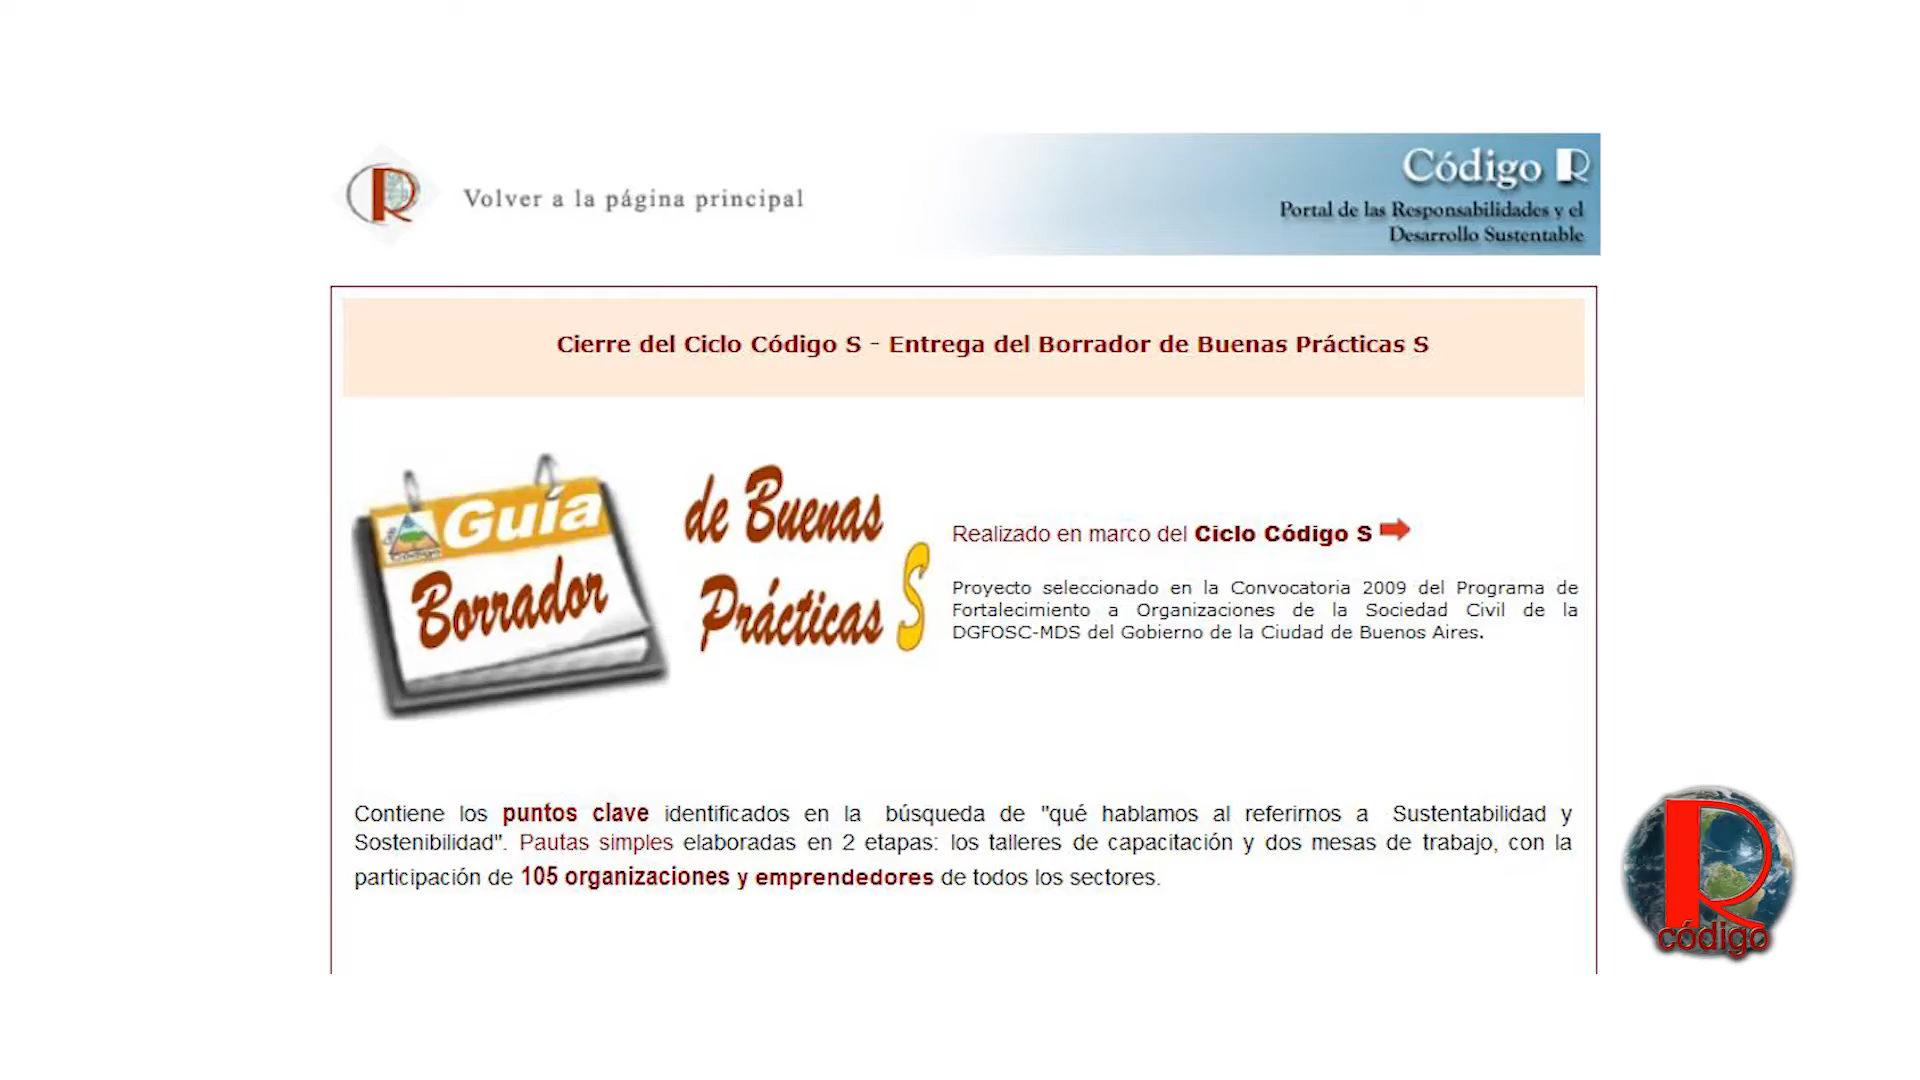 Código R
Volver a la página principal
Portal de las Responsabilidades y el
Desarrollo Sustentable
Cierre del Ciclo Código S - Entrega del Borrador de Buenas Prácticas S
Guía
Borrador
de Buenas
Prácticas S
Realizado en marco del Ciclo Código S
Proyecto seleccionado en la Convocatoria 2009 del Programa de
Fortalecimiento a Organizaciones de la Sociedad Civil de la
DGFOSC-MDS del Gobierno de la Ciudad de Buenos Aires.
Contiene los puntos clave identificados en la búsqueda de "qué hablamos al referirnos a Sustentabilidad y
Sostenibilidad". Pautas simples elaboradas en 2 etapas: los talleres de capacitación y dos mesas de trabajo, con la
participación de 105 organizaciones y emprendedores de todos los sectores.
R
código